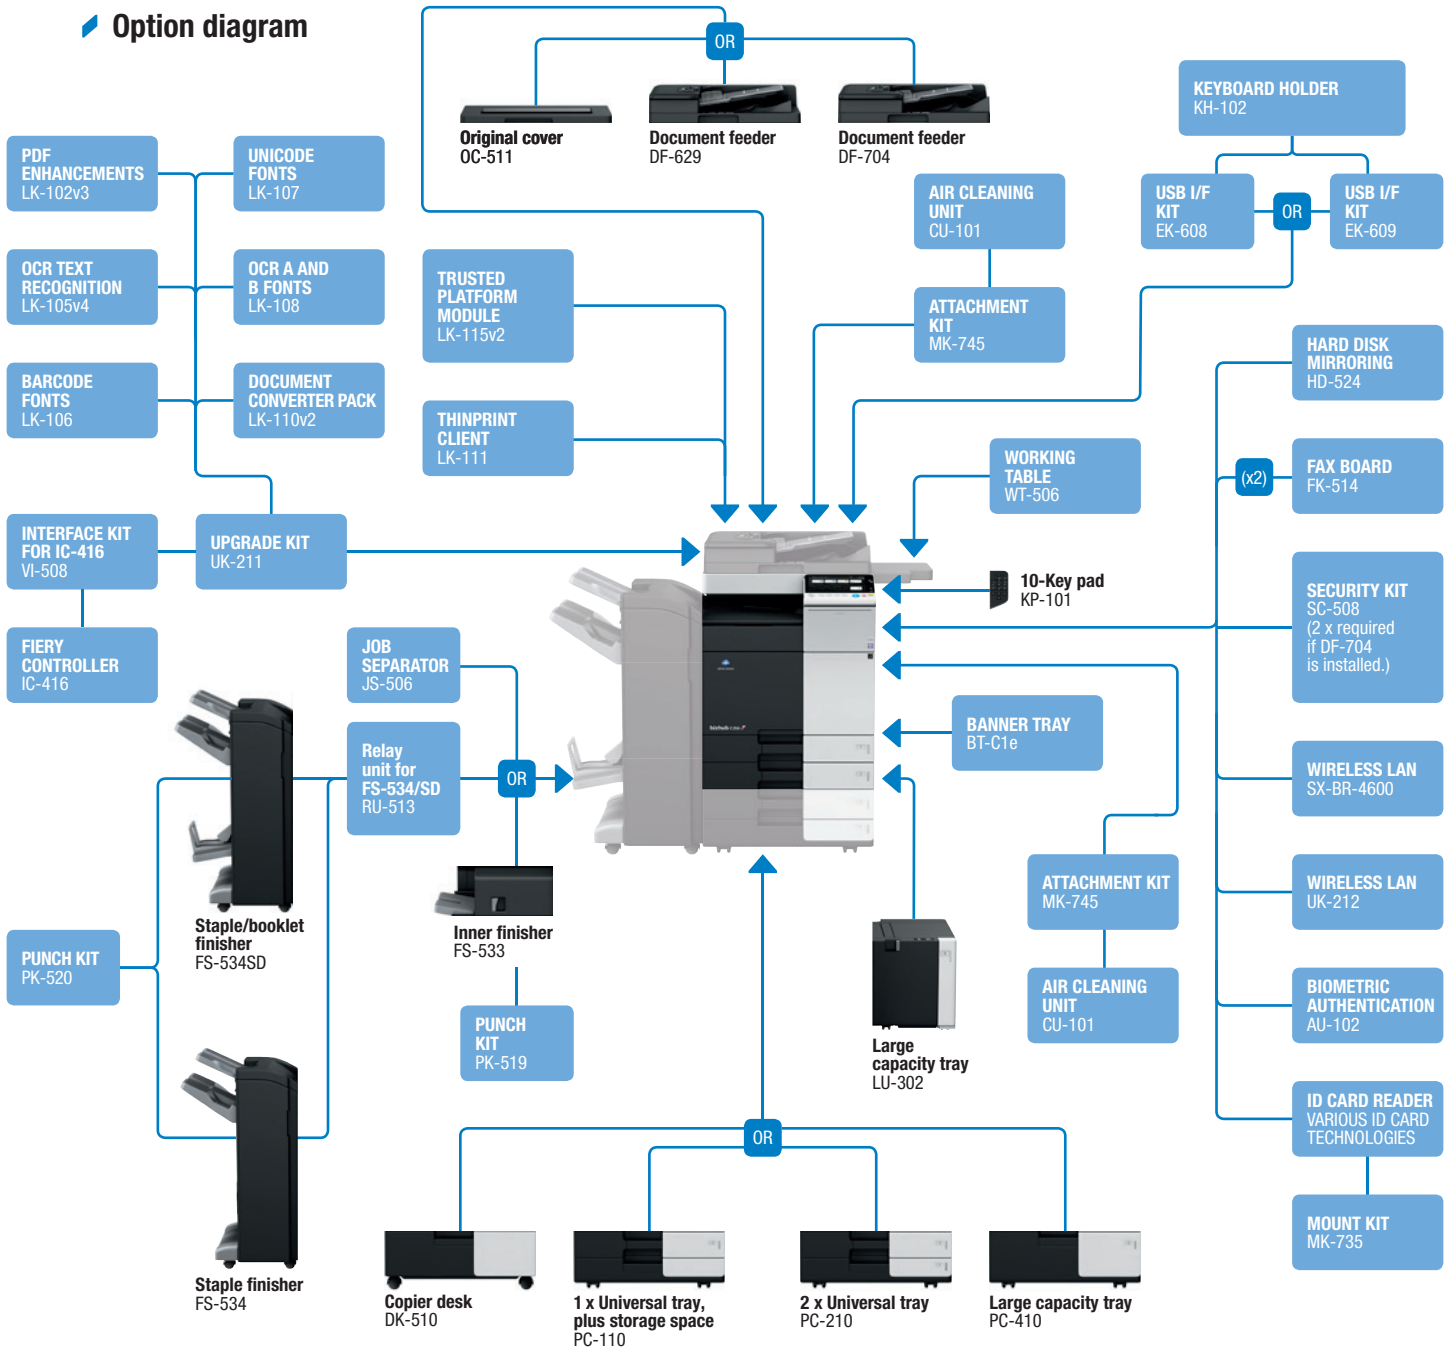 Option diagram
OR
Original cover
OC-511
Document feeder
DF-629
Document feeder
DF-704
KEYBOARD HOLDER
KH-102
PDF
ENHANCEMENTS
LK-102v3
UNICODE
FONTS
LK-107
AIR CLEANING
UNIT
CU-101
USB I/F
KIT
EK-608
OR
USB I/F
KIT
EK-609
OCR TEXT
RECOGNITION
LK-105v4
OCR A AND
B FONTS
LK-108
TRUSTED
PLATFORM
MODULE
LK-115v2
ATTACHMENT
KIT
MK-745
HARD DISK
MIRRORING
HD-524
BARCODE
FONTS
LK-106
DOCUMENT
CONVERTER PACK
LK-110v2
THINPRINT
CLIENT
LK-111
WORKING
TABLE
WT-506
(x2)
FAX BOARD
FK-514
INTERFACE KIT
FOR IC-416
VI-508
UPGRADE KIT
UK-211
10-Key pad
KP-101
SECURITY KIT
SC-508
(2 x required
if DF-704
is installed.)
FIERY
CONTROLLER
IC-416
JOB
SEPARATOR
JS-506
BANNER TRAY
BT-C1e
Relay
unit for
FS-534/SD
RU-513
OR
WIRELESS LAN
SX-BR-4600
ATTACHMENT KIT
MK-745
WIRELESS LAN
UK-212
Staple/booklet
finisher
FS-534SD
Inner finisher
FS-533
PUNCH KIT
PK-520
AIR CLEANING
UNIT
CU-101
BIOMETRIC
AUTHENTICATION
AU-102
PUNCH
KIT
PK-519
Large
capacity tray
LU-302
ID CARD READER
VARIOUS ID CARD
TECHNOLOGIES
OR
MOUNT KIT
MK-735
Staple finisher
FS-534
Copier desk
DK-510
1 x Universal tray,
plus storage space
PC-110
2 x Universal tray
PC-210
Large capacity tray
PC-410